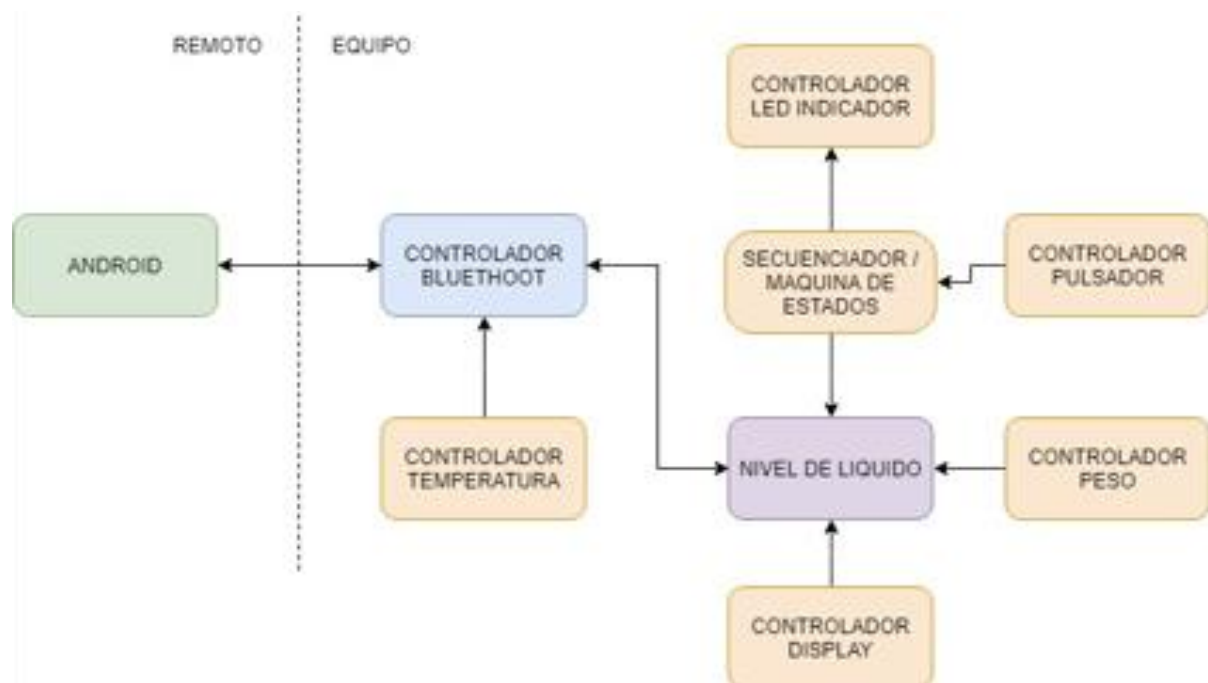 REMOTO
EQUIPO
CONTROLADOR
LED INDICADOR
ANDROID
CONTROLADOR
BLUETHOOT
SECUENCIADOR /
MAQUINA DE
ESTADOS
CONTROLADOR
PULSADOR
CONTROLADOR
TEMPERATURA
NIVEL DE LIQUIDO
CONTROLADOR
PESO
CONTROLADOR
DISPLAY